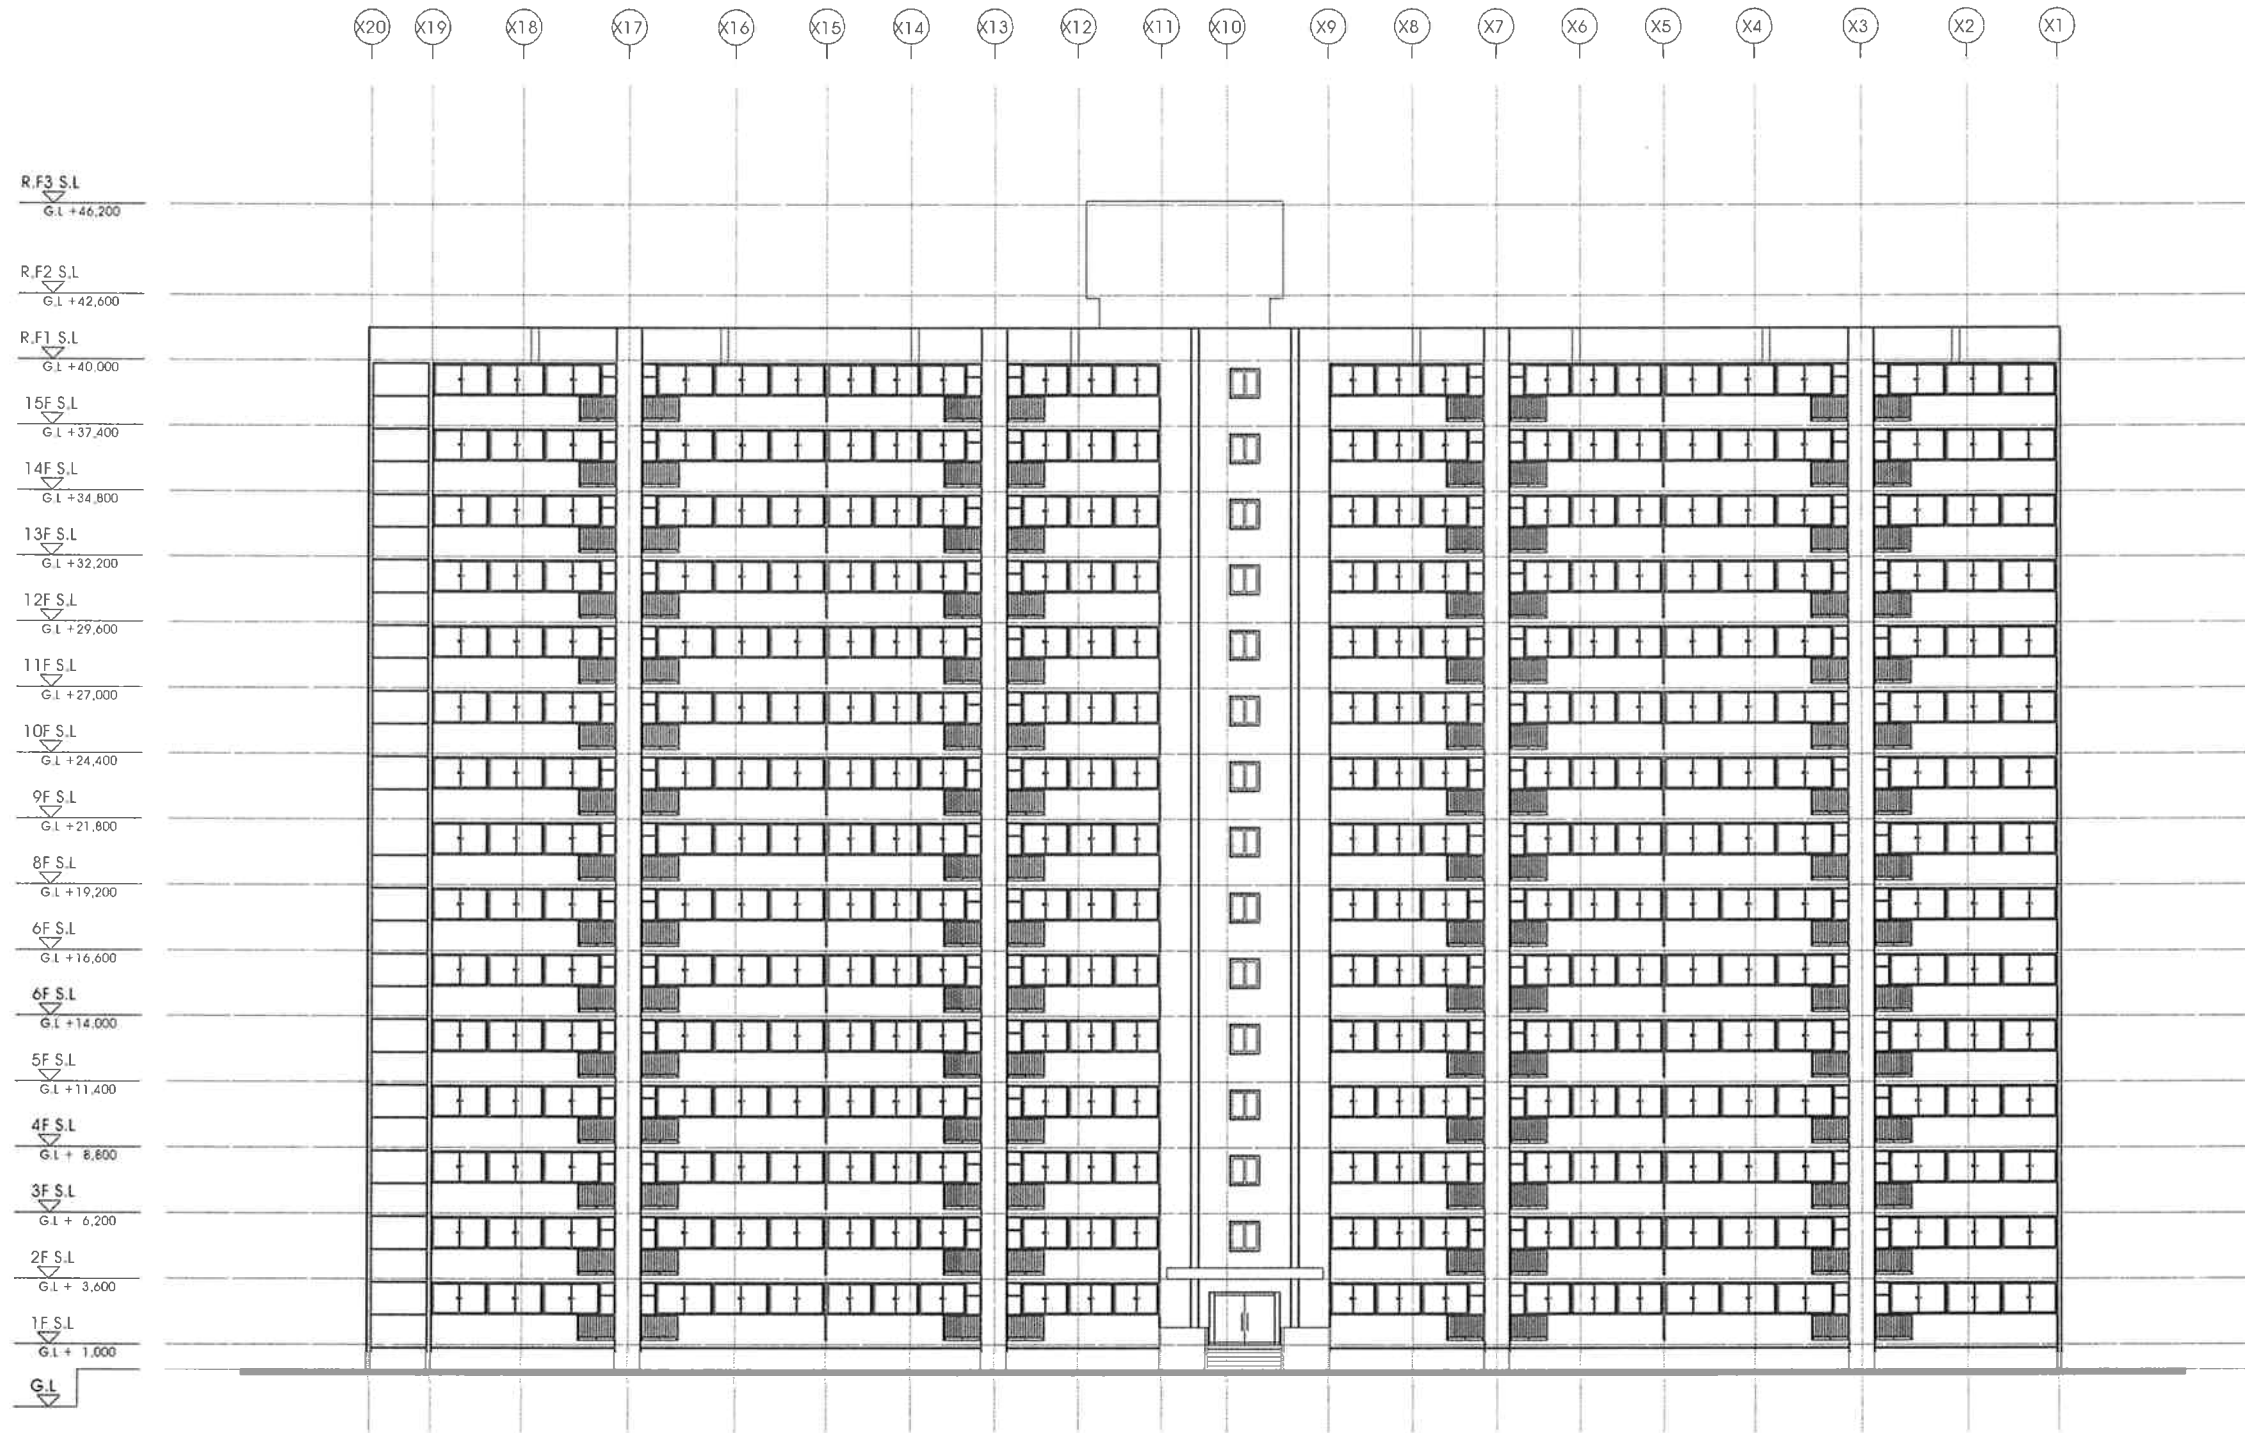 X20 X19 X18 X17 X16 X15 X14 X13 X12 X11 X10 X9 X8 X7 X6 X5 X4 X3 X2 X1
R.F3 S.L
G.L +46,200
R.F2 S.L
G.L +42,600
R.F1 S.L
G.L +40,000
15F S.L
G.L +37,400
14F S.L
G.L +34,800
13F S.L
G.L +32,200
12F S.L
G.L +29,600
11F S.L
G.L +27,000
10F S.L
G.L +24,400
9F S.L
G.L +21,800
8F S.L
G.L +19,200
6F S.L
G.L +16,600
6F S.L
G.L +14,000
5F S.L
G.L +11,400
4F S.L
G.L + 8,800
3F S.L
G.L + 6,200
2F S.L
G.L + 3,600
1F S.L
G.L + 1,000
G.L